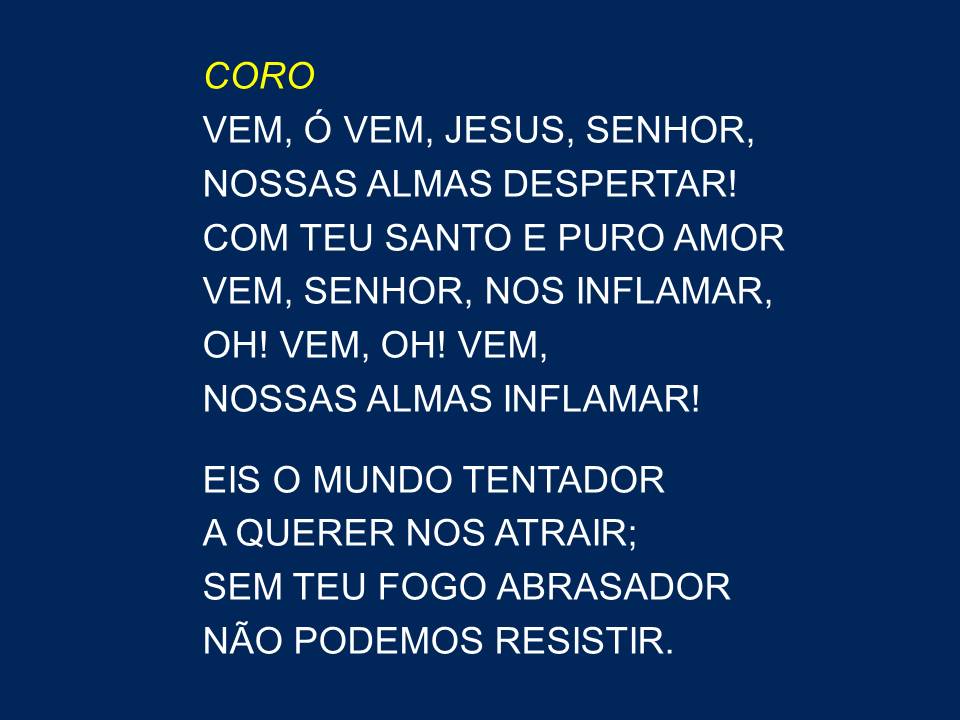 CORO
VEM, Ó VEM, JESUS, SENHOR,
NOSSAS ALMAS DESPERTAR!
COM TEU SANTO E PURO AMOR
VEM, SENHOR, NOS INFLAMAR,
OH! VEM, OH! VEM,
NOSSAS ALMAS INFLAMAR!
EIS O MUNDO TENTADOR
A QUERER NOS ATRAIR;
SEM TEU FOGO ABRASADOR
NÃO PODEMOS RESISTIR.